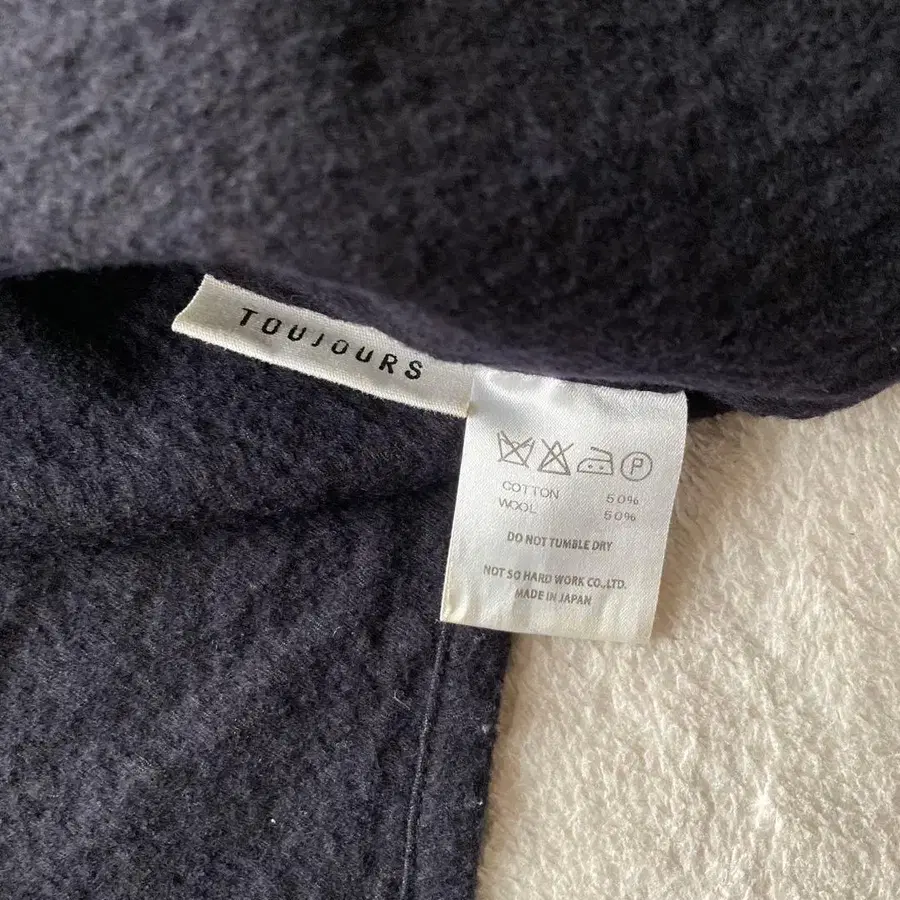 TOUJOURS
P
COTTON 50%
WOOL 50%
DO NOT TUMBLE DRY
NOT SO HARD WORK CO.,LTD.
MADE IN JAPAN